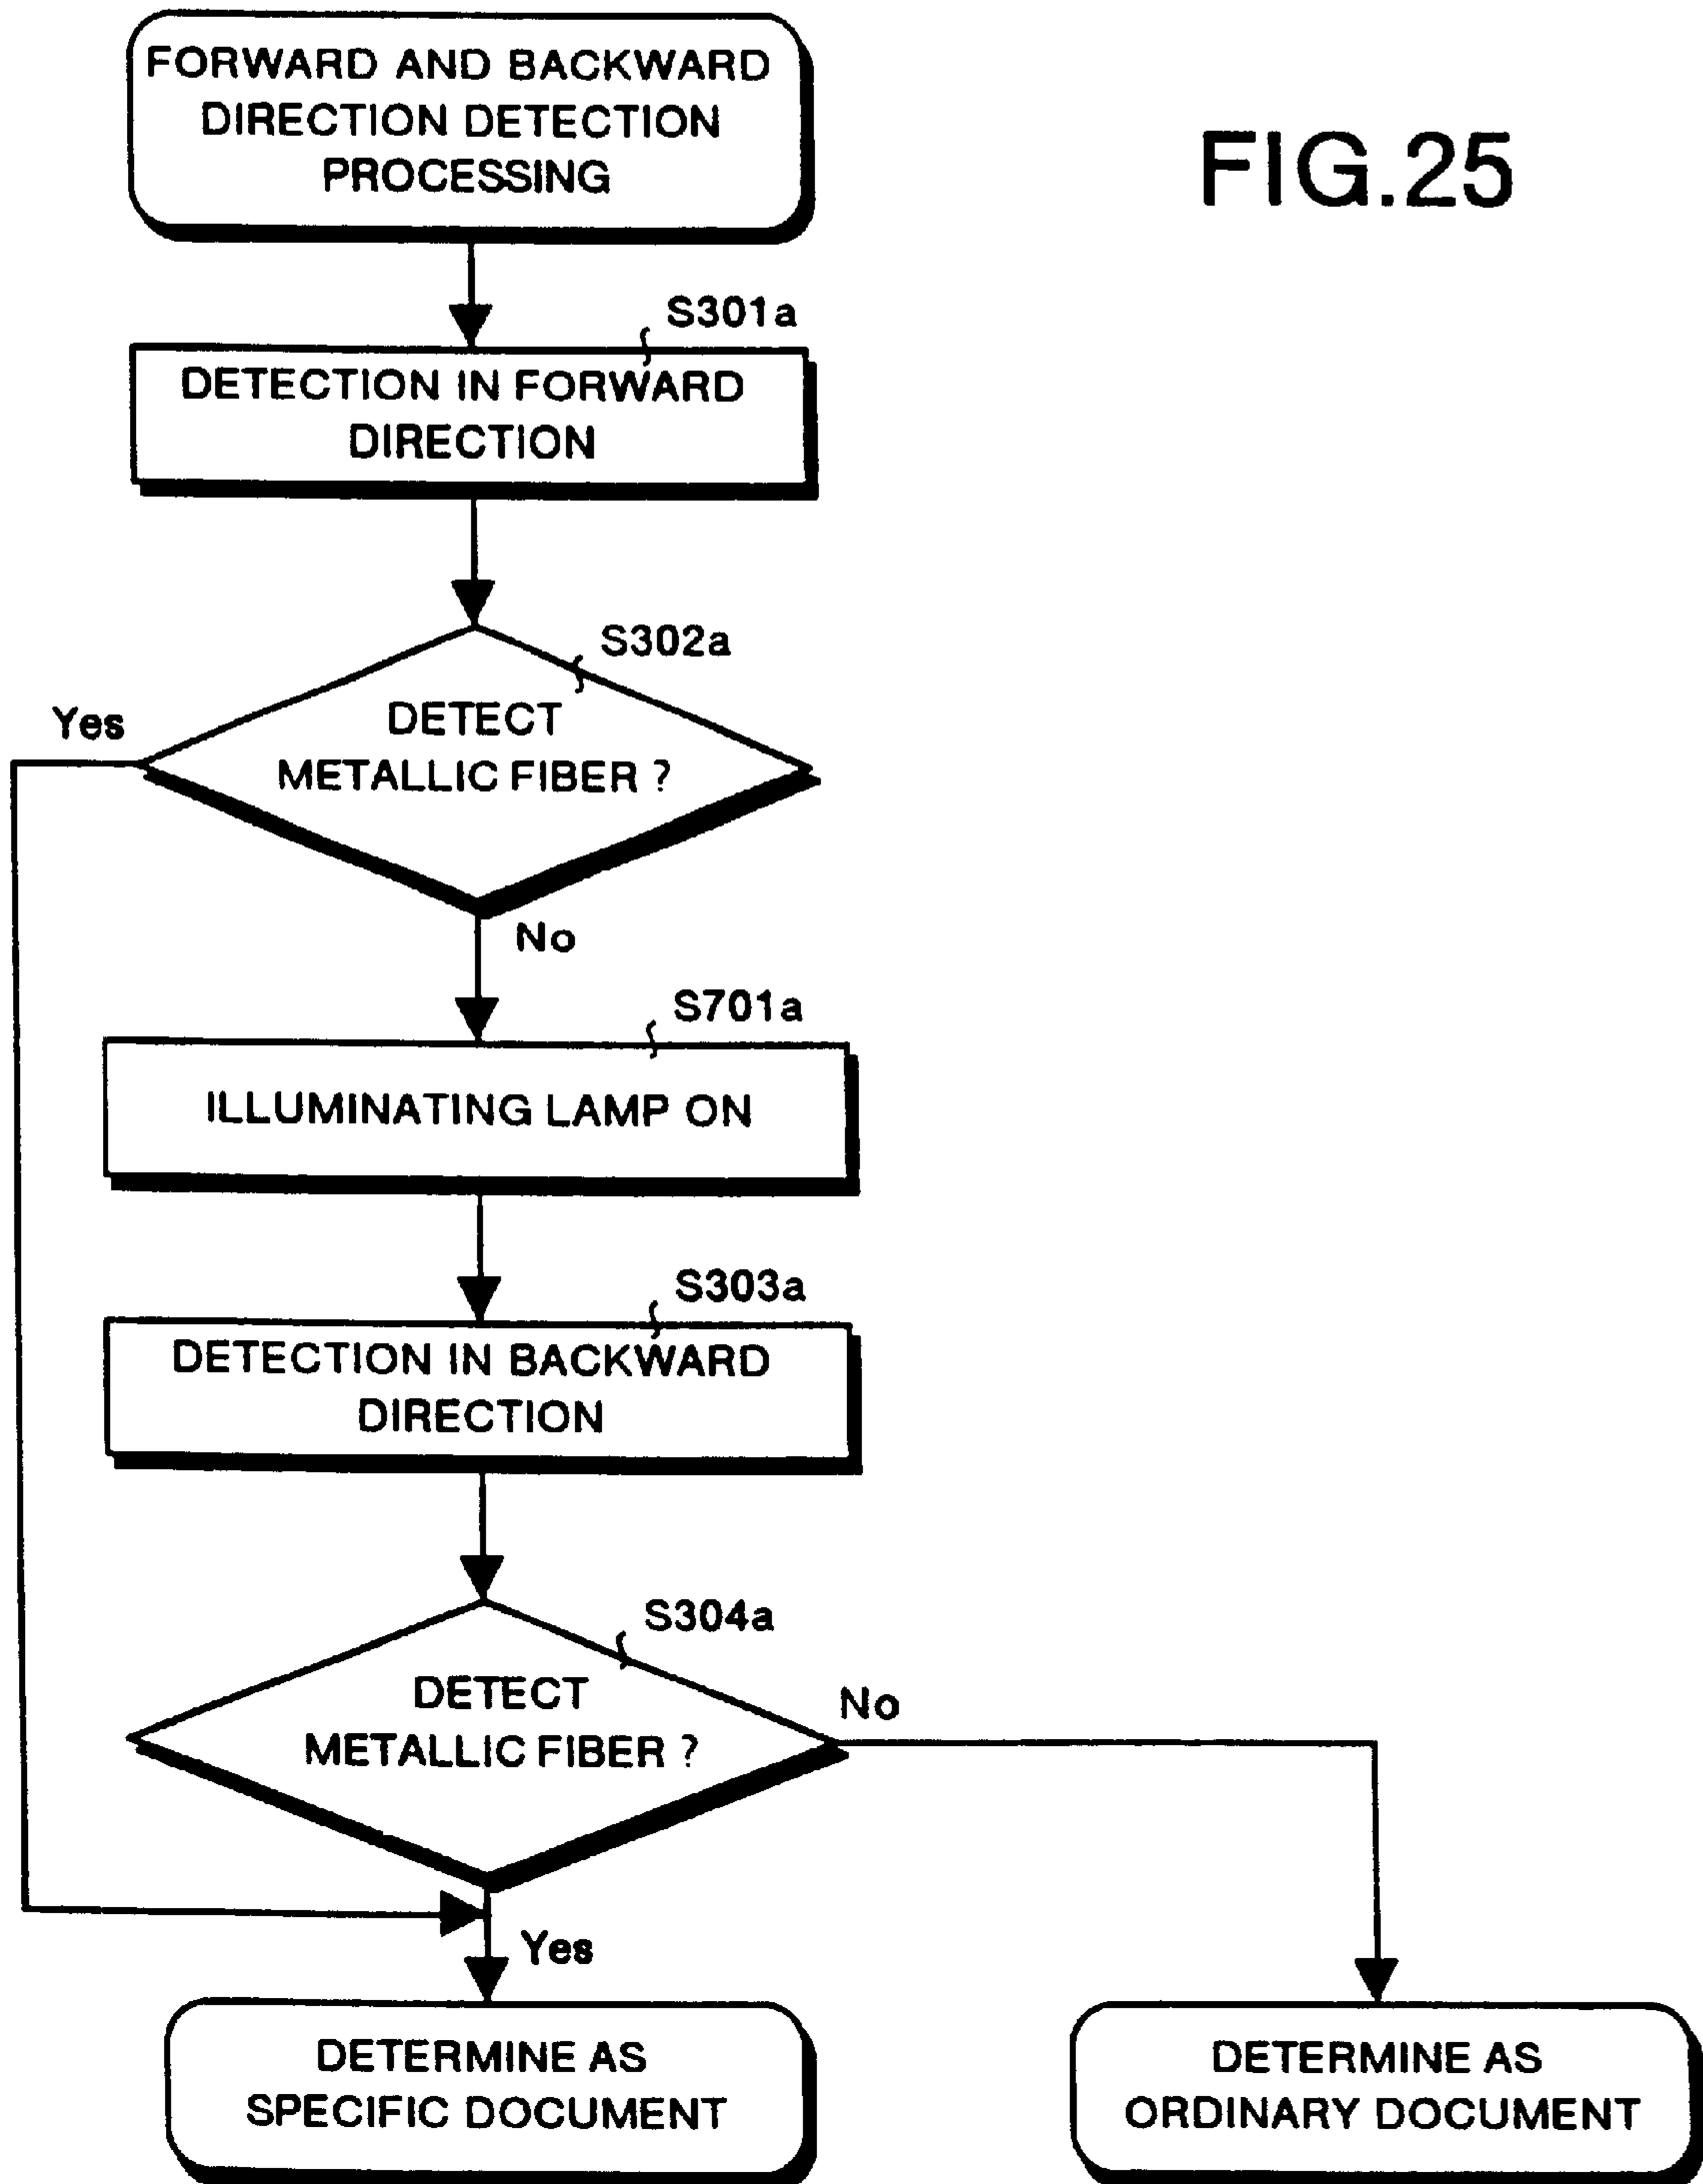 FORWARD AND BACKWARD
DIRECTION DETECTION
PROCESSING
FIG.25
S301a
DETECTION IN FORWARD
DIRECTION
S302a
DETECT
METALLIC FIBER ?
Yes
No
S701a
ILLUMINATING LAMP ON
S303a
DETECTION IN BACKWARD
DIRECTION
S304a
DETECT
METALLIC FIBER ?
No
Yes
DETERMINE AS
SPECIFIC DOCUMENT
DETERMINE AS
ORDINARY DOCUMENT